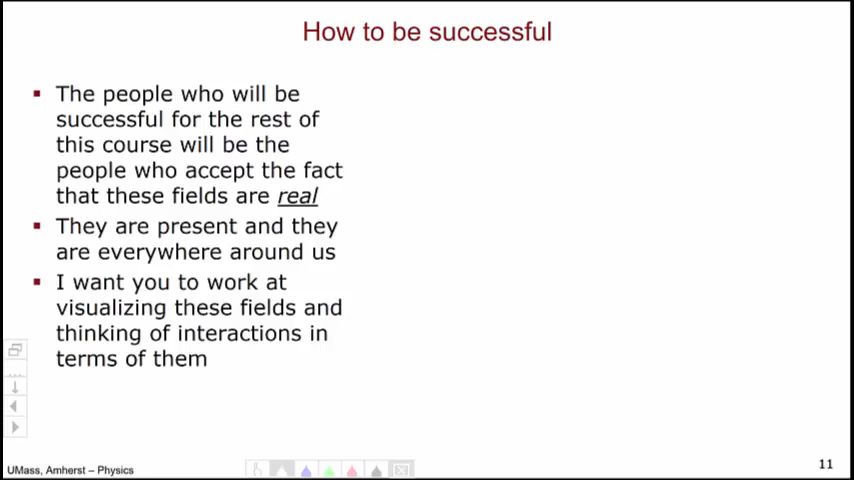 How to be successful
▪ The people who will be
successful for the rest of
this course will be the
people who accept the fact
that these fields are real
▪ They are present and they
are everywhere around us
▪ I want you to work at
visualizing these fields and
thinking of interactions in
terms of them
UMass, Amherst – Physics
11